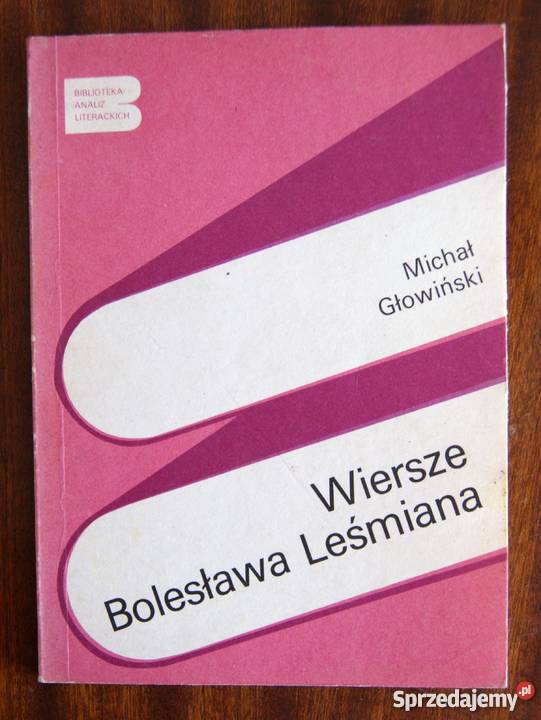 BIBLIOTEKA
ANALIZ
LITERACKICH
Michał
Głowiński
Wiersze
Bolesława Leśmiana
Sprzedajemy.pl